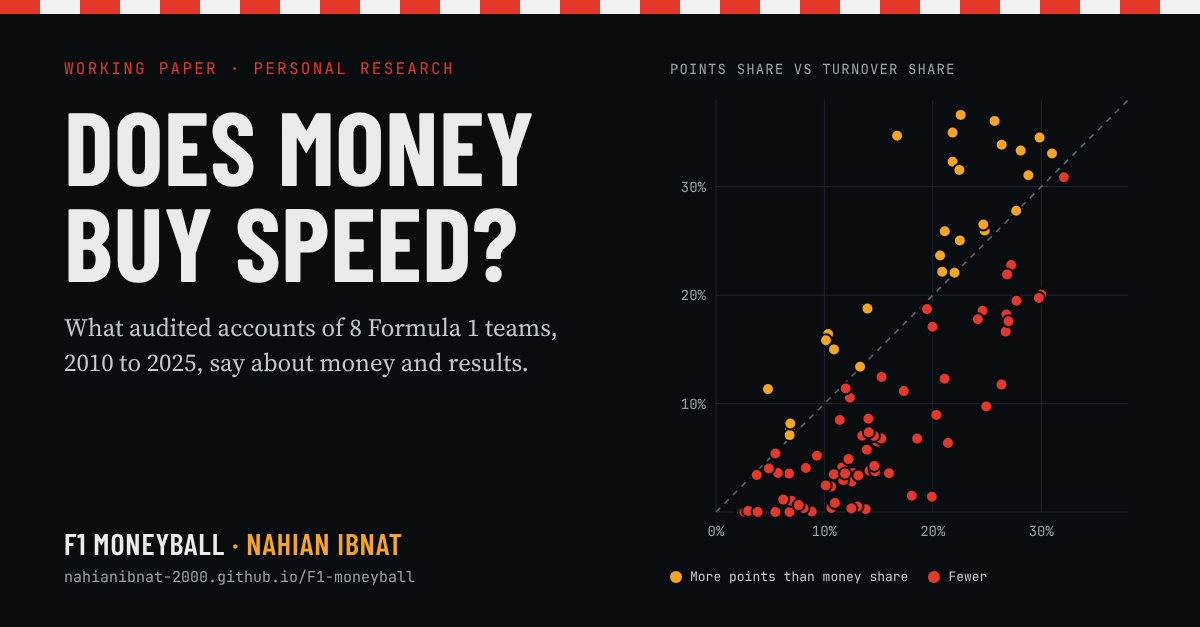 WORKING PAPER · PERSONAL RESEARCH
DOES MONEY
BUY SPEED?
What audited accounts of 8 Formula 1 teams,
2010 to 2025, say about money and results.
F1 MONEYBALL · NAHIAN IBNAT
nahianibnat-2000.github.io/F1-moneyball
POINTS SHARE VS TURNOVER SHARE
30%
20%
10%
0% 10% 20% 30%
More points than money share Fewer